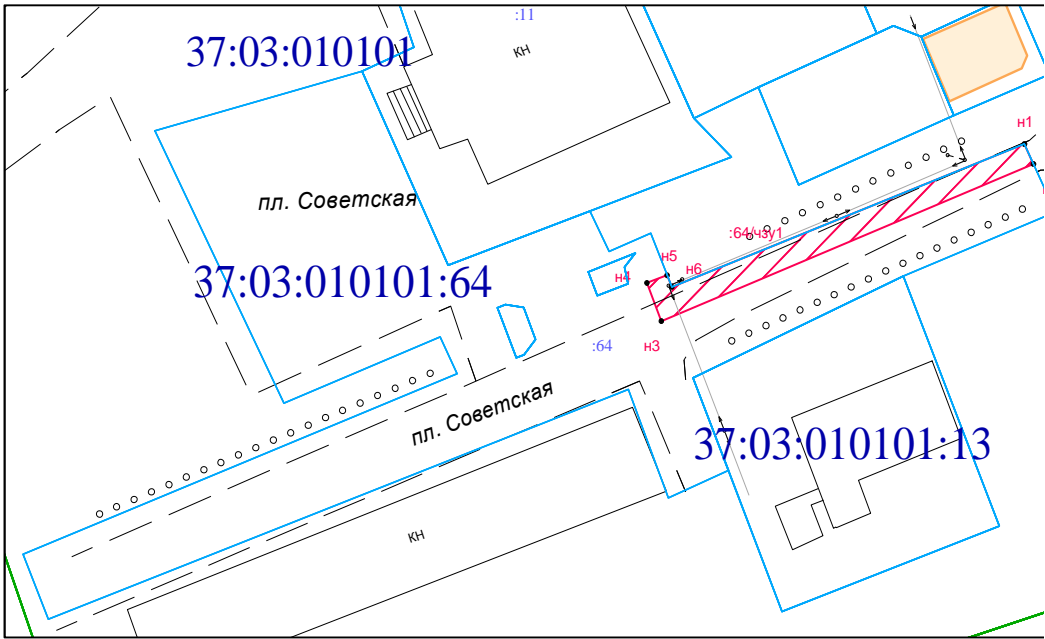 :11
37:03:010101
КН
н1
пл. Советская
:64/чзу1
н5
н6
н4
37:03:010101:64
:64
н3
пл. Советская
37:03:010101:13
КН